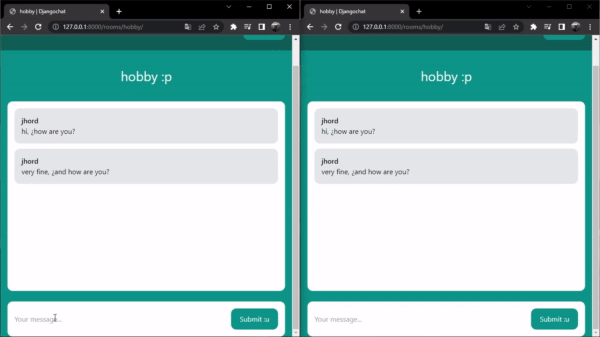 hobby | Djangochat
127.0.0.1:8000/rooms/hobby/
hobby :p
jhord
hi, ¿how are you?
jhord
very fine, ¿and how are you?
Your message...
Submit :u
hobby | Djangochat
127.0.0.1:8000/rooms/hobby/
hobby :p
jhord
hi, ¿how are you?
jhord
very fine, ¿and how are you?
Your message...
Submit :u